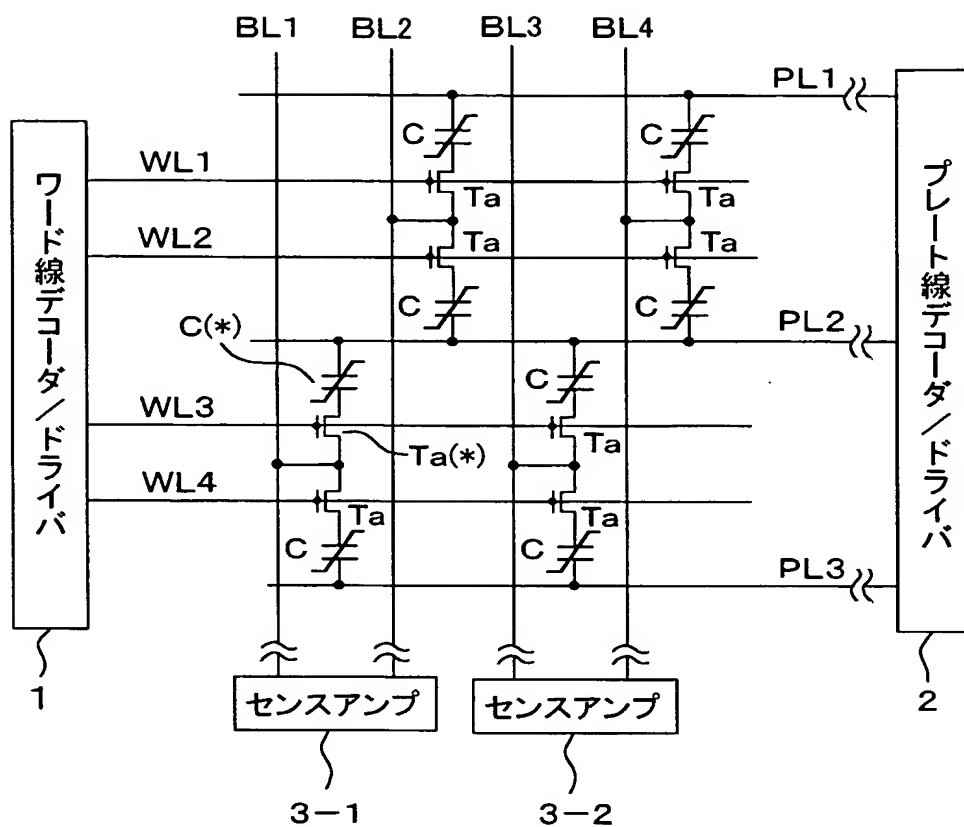 BL1 BL2 BL3 BL4
PL1
C C
WL1
Ta Ta
WL2
Ta Ta
C C
PL2
C(*)
C
WL3
Ta(*) Ta
WL4
Ta Ta
C C
PL3
ワード線デコーダ/ドライバ
プレート線デコーダ/ドライバ
センスアンプ センスアンプ
1
2
3-1 3-2